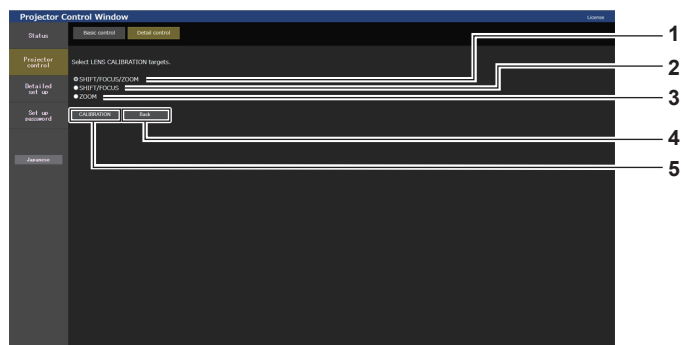 Projector Control Window
License
Status
Basic control
Detail control
Projector
control
Select LENS CALIBRATION targets.
SHIFT/FOCUS/ZOOM
SHIFT/FOCUS
ZOOM
Detailed
set up
Set up
password
CALIBRATION
Back
Japanese
1
2
3
4
5